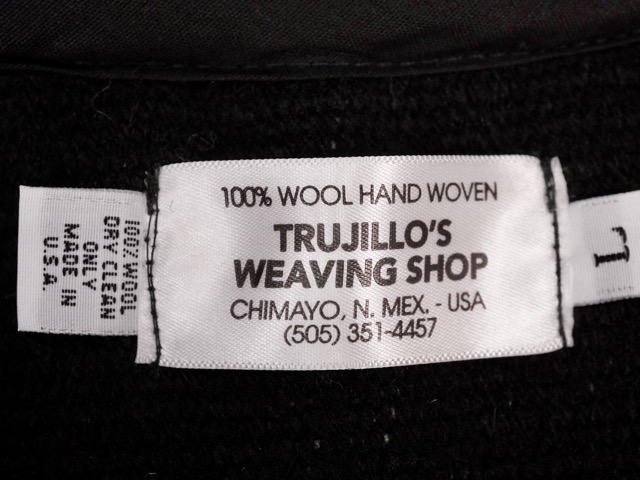 100% WOOL HAND WOVEN
TRUJILLO'S
WEAVING SHOP
CHIMAYO, N. MEX. - USA
(505) 351-4457
100% WOOL
DRY CLEAN
ONLY
MADE IN
U.S.A.
L